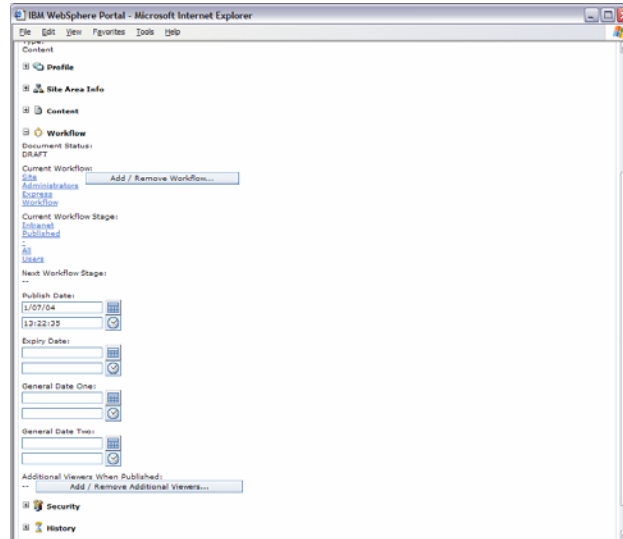 IBM WebSphere Portal - Microsoft Internet Explorer
File Edit View Favorites Tools Help
Type:
Content
Profile
Site Area Info
Content
Workflow
Document Status:
DRAFT
Current Workflow:
Site Administrators Express Workflow
Add / Remove Workflow...
Current Workflow Stage:
Intranet
Published
-
All
Users
Next Workflow Stage:
--
Publish Date:
1/07/04
13:22:35
Expiry Date:
General Date One:
General Date Two:
Additional Viewers When Published:
-- Add / Remove Additional Viewers...
Security
History